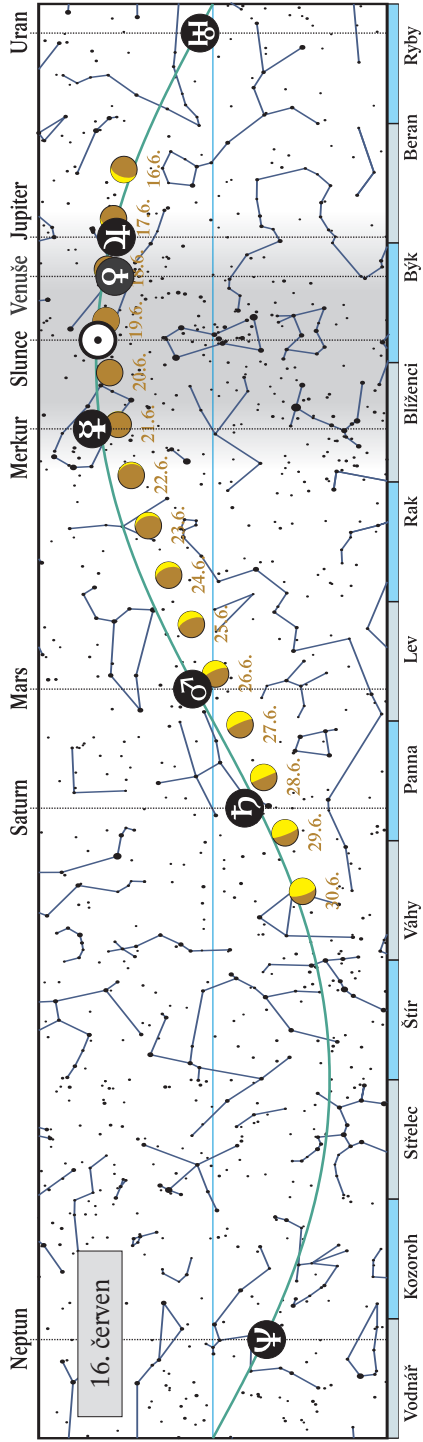 Neptun
Saturn
Mars
Merkur
Slunce
Venuše
Jupiter
Uran
16. červen
30.6.
29.6.
28.6.
27.6.
26.6.
25.6.
24.6.
23.6.
22.6.
21.6.
20.6.
19.6.
18.6.
17.6.
16.6.
Vodnář
Kozoroh
Střelec
Štír
Váhy
Panna
Lev
Rak
Blíženci
Býk
Beran
Ryby